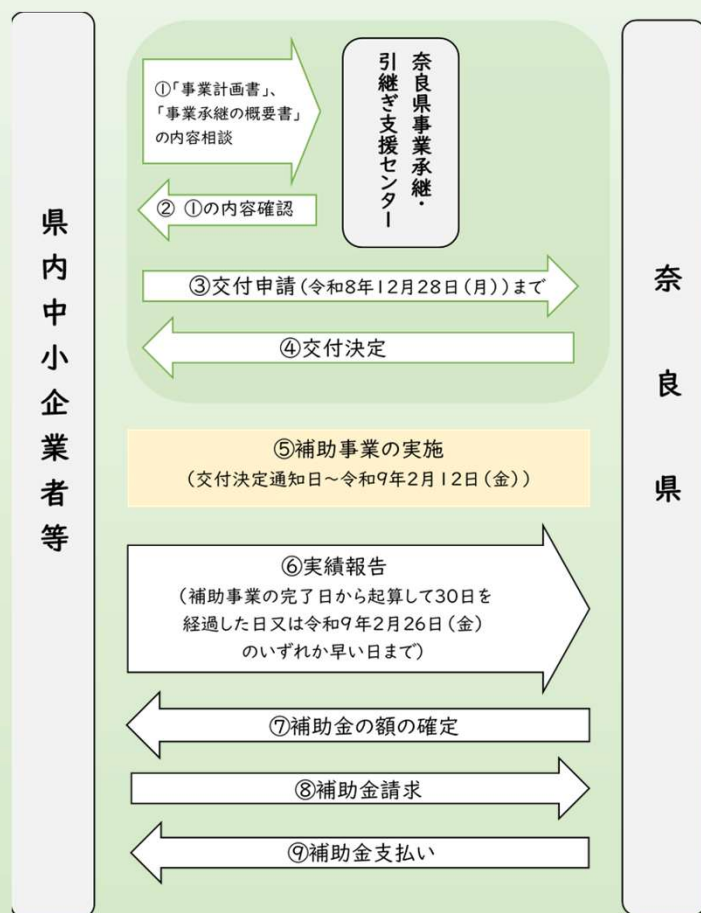 県内中小企業者等
①「事業計画書」、
「事業承継の概要書」
の内容相談
奈良県事業承継・
引継ぎ支援センター
② ①の内容確認
③交付申請(令和8年12月28日(月))まで
④交付決定
⑤補助事業の実施
(交付決定通知日～令和9年2月12日(金))
⑥実績報告
(補助事業の完了日から起算して30日を
経過した日又は令和9年2月26日(金)
のいずれか早い日まで)
⑦補助金の額の確定
⑧補助金請求
⑨補助金支払い
奈良県